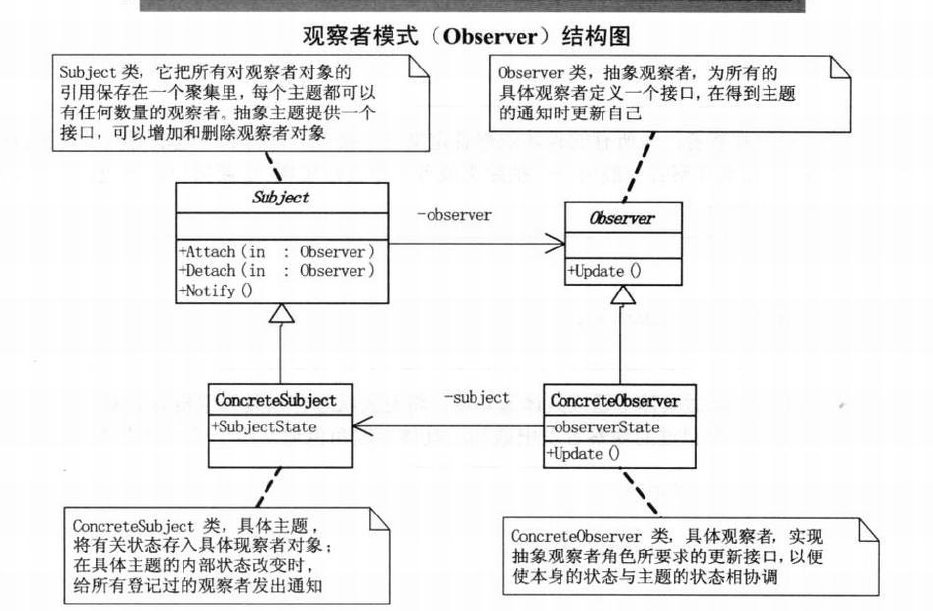 观察者模式（Observer）结构图
Subject 类，它把所有对观察者对象的
引用保存在一个聚集里，每个主题都可以
有任何数量的观察者。抽象主题提供一个
接口，可以增加和删除观察者对象
Observer 类，抽象观察者，为所有的
具体观察者定义一个接口，在得到主题
的通知时更新自己
Subject
+Attach(in : Observer)
+Detach(in : Observer)
+Notify()
-observer
Observer
+Update()
ConcreteSubject
+SubjectState
-subject
ConcreteObserver
-observerState
+Update()
ConcreteSubject 类，具体主题，
将有关状态存入具体现察者对象；
在具体主题的内部状态改变时，
给所有登记过的观察者发出通知
ConcreteObserver 类，具体观察者，实现
抽象观察者角色所要求的更新接口，以便
使本身的状态与主题的状态相协调